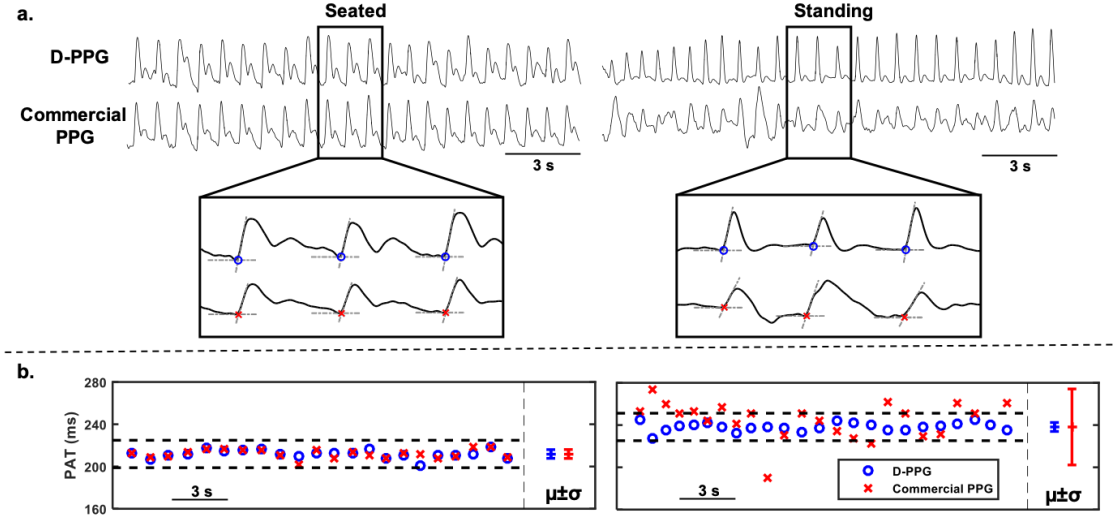 a.
Seated
Standing
D-PPG
Commercial
PPG
3 s
3 s
b.
PAT (ms)
280
240
200
160
3 s
μ±σ
3 s
D-PPG
Commercial PPG
μ±σ